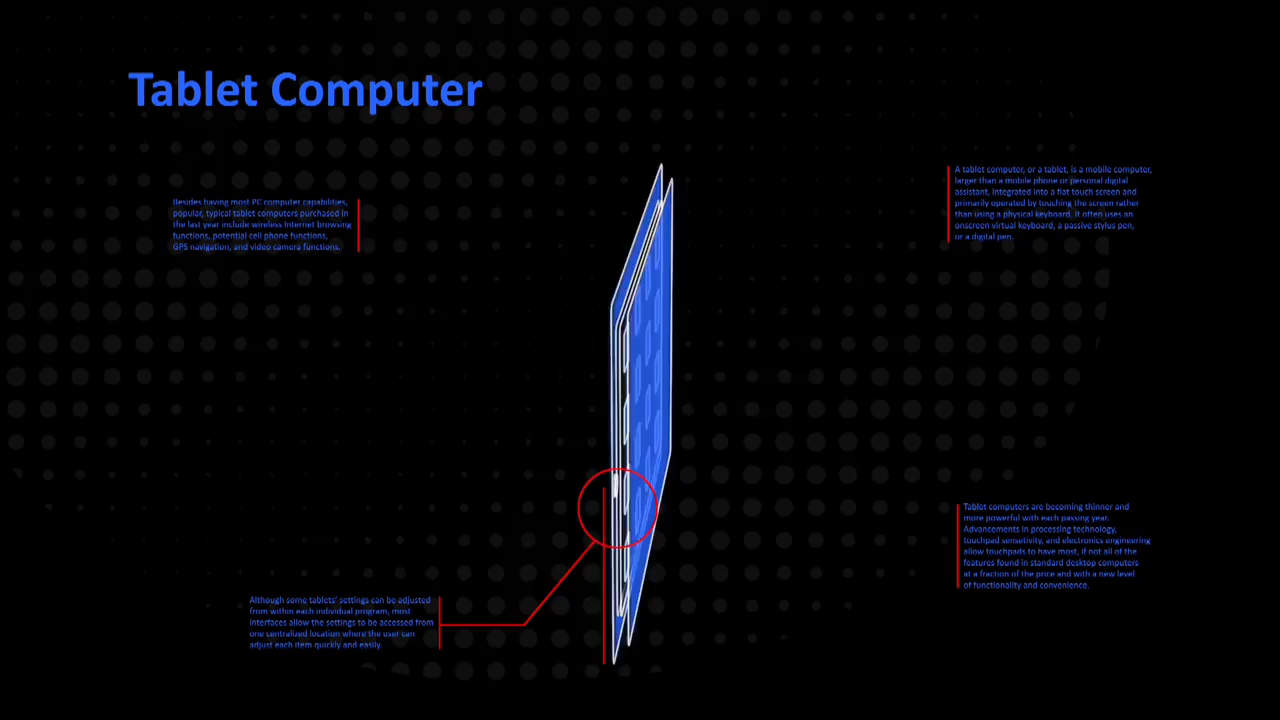 Tablet Computer
Besides having most PC computer capabilities,
popular, typical tablet computers purchased in
the last year include wireless Internet browsing
functions, potential cell phone functions,
GPS navigation, and video camera functions.
A tablet computer, or a tablet, is a mobile computer,
larger than a mobile phone or personal digital
assistant, integrated into a flat touch screen and
primarily operated by touching the screen rather
than using a physical keyboard. It often uses an
onscreen virtual keyboard, a passive stylus pen,
or a digital pen.
Tablet computers are becoming thinner and
more powerful with each passing year.
Advancements in processing technology,
touchpad sensetivity, and electronics engineering
allow touchpads to have most, if not all of the
features found in standard desktop computers
at a fraction of the price and with a new level
of functionality and convenience.
Although some tablets' settings can be adjusted
from within each individual program, most
interfaces allow the settings to be accessed from
one centralized location where the user can
adjust each item quickly and easily.